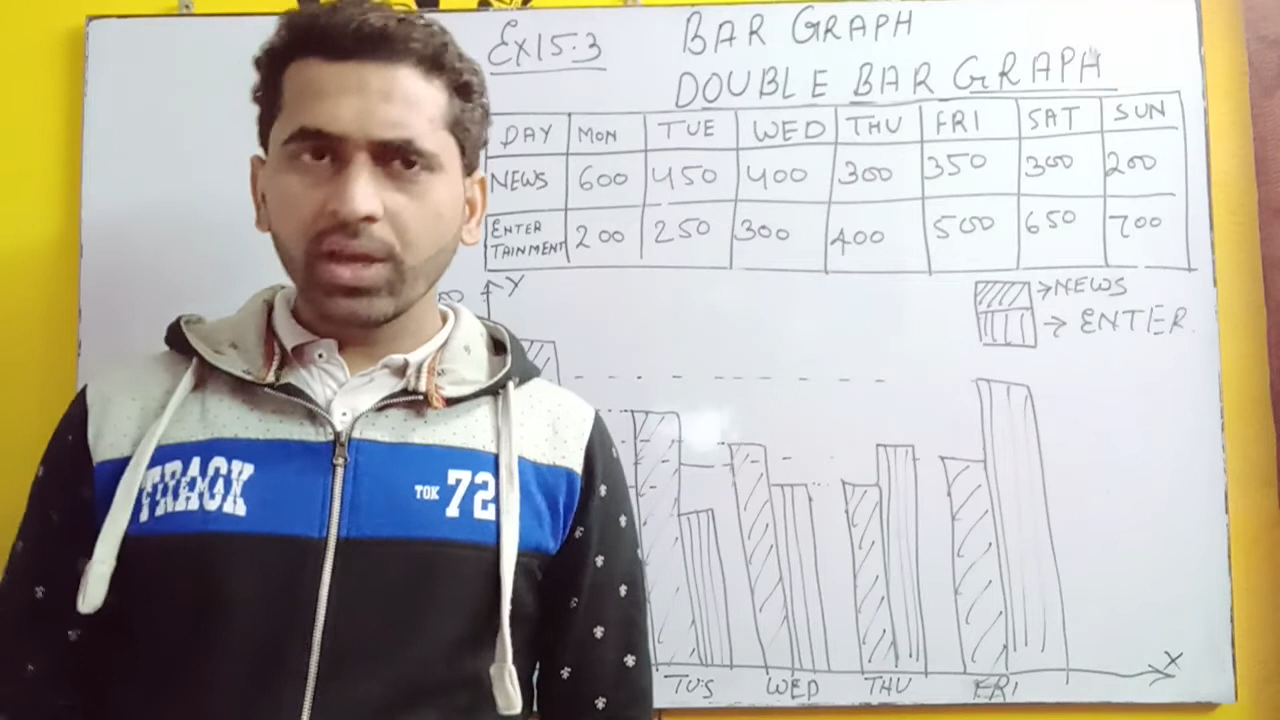 Ex15.3
BAR GRAPH
DOUBLE BAR GRAPH
DAY MON TUE WED THU FRI SAT SUN
NEWS 600 450 400 300 350 300 200
ENTER
TAINMENT 200 250 300 400 500 650 700
Y
→NEWS
→ ENTER.
TRACK
TOK 72
X
TUS WED THU FRI